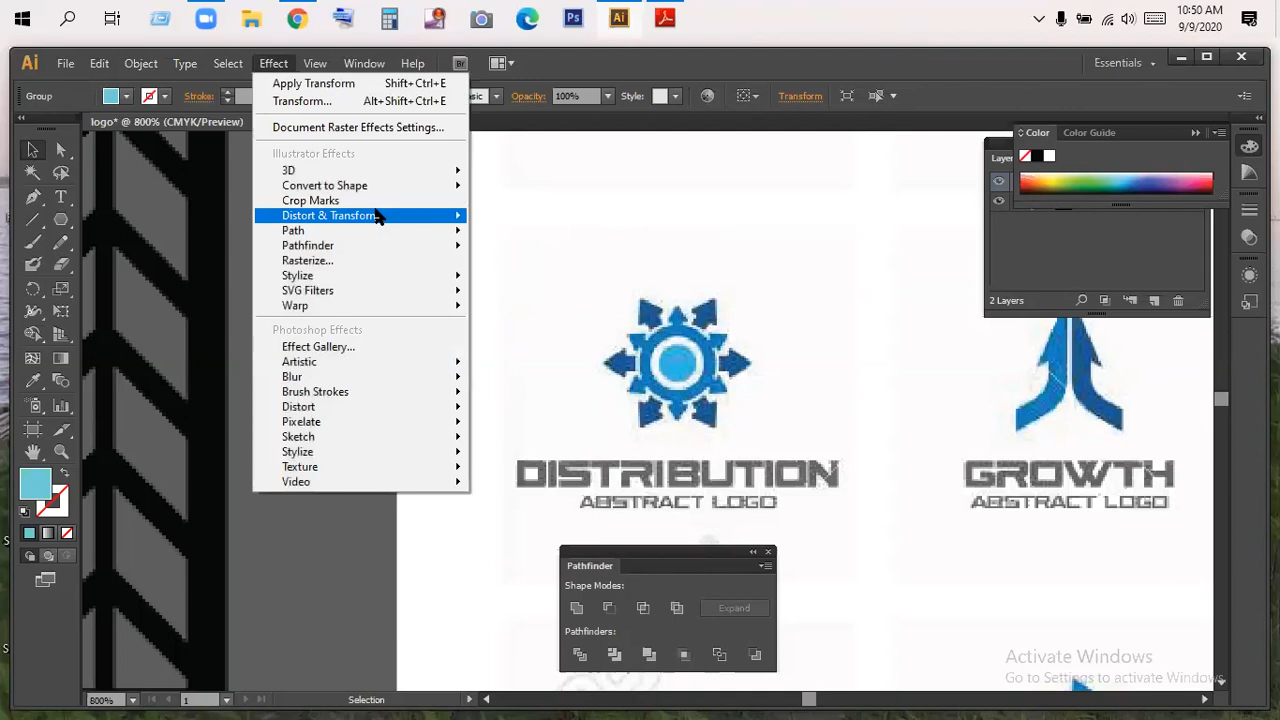 10:50 AM
9/9/2020
Ps
Ai
Ai
File
Edit
Object
Type
Select
Effect
View
Window
Help
Br
Essentials
Group
Stroke:
Opacity:
100%
Style:
Transform
logo* @ 800% (CMYK/Preview)
Apply Transform Shift+Ctrl+E
Transform... Alt+Shift+Ctrl+E
Document Raster Effects Settings...
Illustrator Effects
3D
Convert to Shape
Crop Marks
Distort & Transform
Path
Pathfinder
Rasterize...
Stylize
SVG Filters
Warp
Photoshop Effects
Effect Gallery...
Artistic
Blur
Brush Strokes
Distort
Pixelate
Sketch
Stylize
Texture
Video
Color
Color Guide
2 Layers
DISTRIBUTION
ABSTRACT LOGO
GROWTH
ABSTRACT LOGO
Pathfinder
Shape Modes:
Expand
Pathfinders:
Activate Windows
Go to Settings to activate Windows.
800%
1
Selection